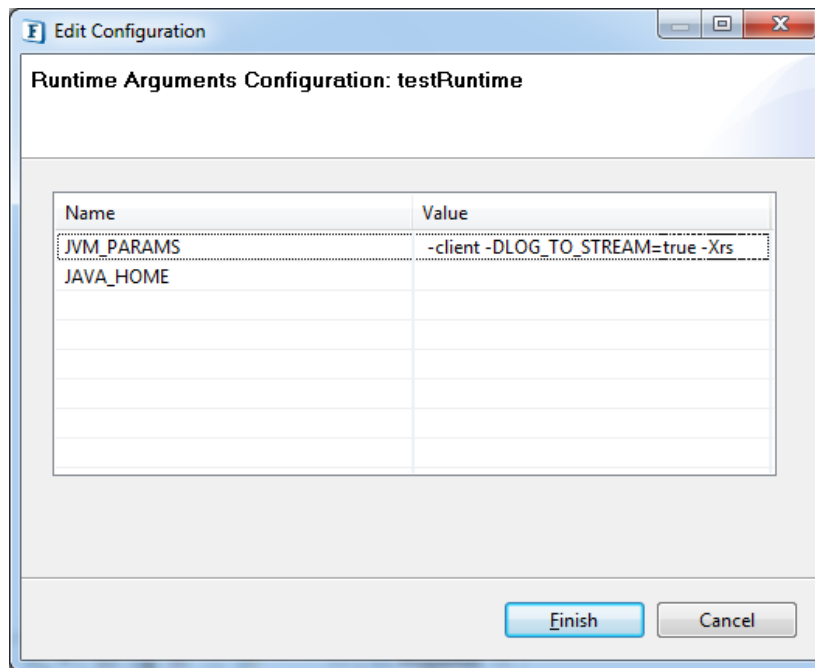 Edit Configuration
Runtime Arguments Configuration: testRuntime
Name Value
JVM_PARAMS -client -DLOG_TO_STREAM=true -Xrs
JAVA_HOME
Finish Cancel